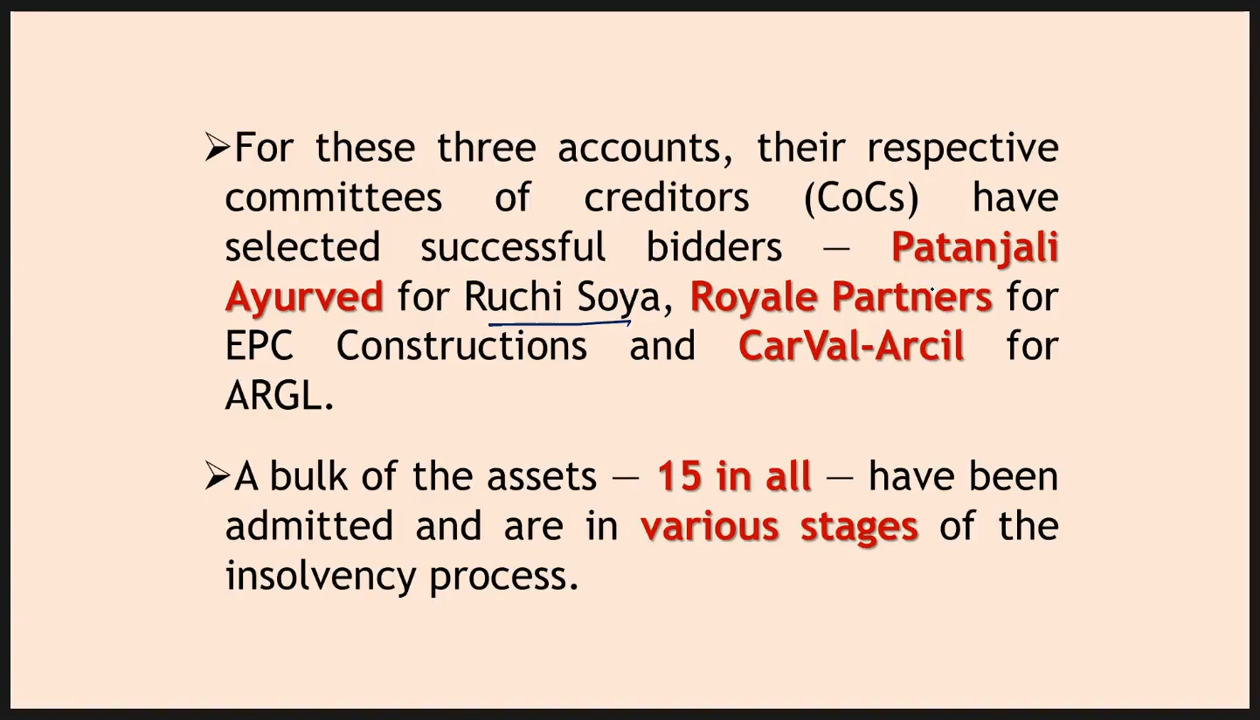 ➢For these three accounts, their respective
committees of creditors (CoCs) have
selected successful bidders — Patanjali
Ayurved for Ruchi Soya, Royale Partners for
EPC Constructions and CarVal-Arcil for
ARGL.
➢A bulk of the assets — 15 in all — have been
admitted and are in various stages of the
insolvency process.